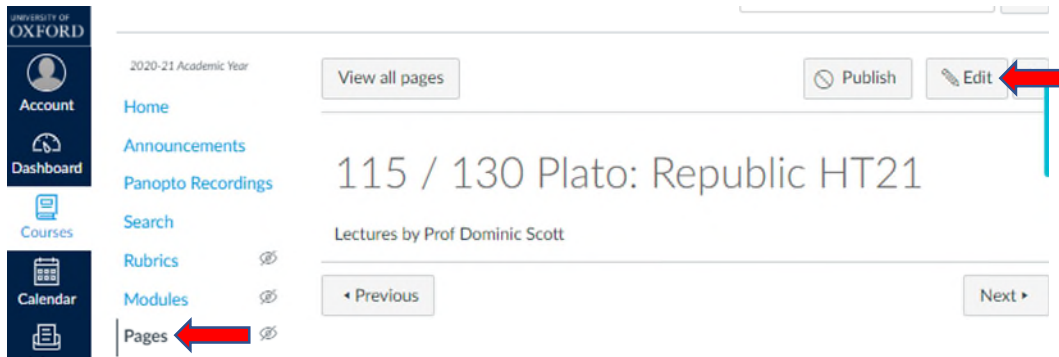 UNIVERSITY OF
OXFORD
Account
Dashboard
Courses
Calendar
2020-21 Academic Year
Home
Announcements
Panopto Recordings
Search
Rubrics
Modules
Pages
View all pages
Publish
Edit
115 / 130 Plato: Republic HT21
Lectures by Prof Dominic Scott
Previous
Next